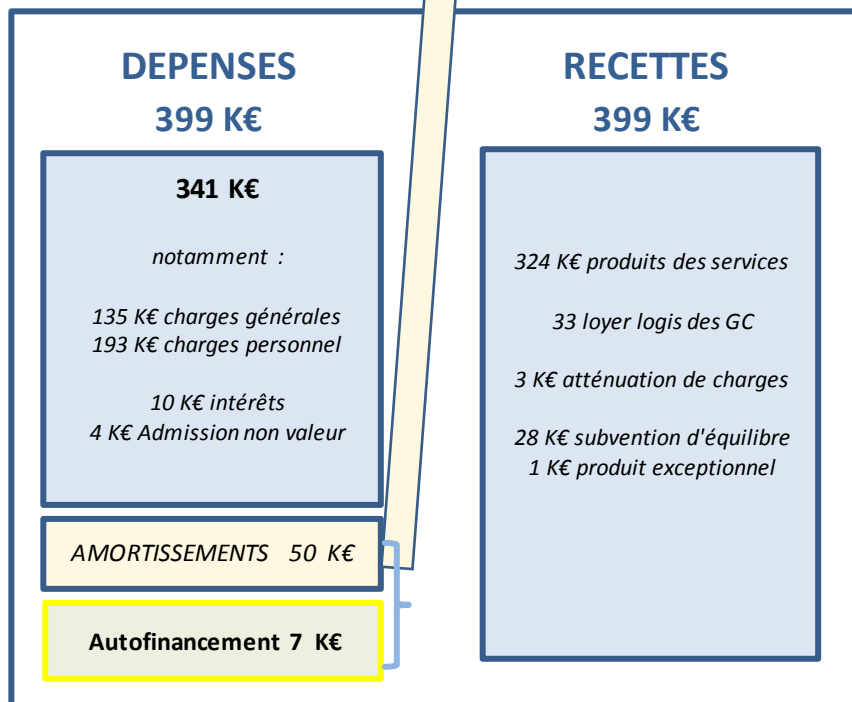 DEPENSES
399 K€
341 K€
notamment :
135 K€ charges générales
193 K€ charges personnel
10 K€ intérêts
4 K€ Admission non valeur
AMORTISSEMENTS 50 K€
Autofinancement 7 K€
RECETTES
399 K€
324 K€ produits des services
33 loyer logis des GC
3 K€ atténuation de charges
28 K€ subvention d'équilibre
1 K€ produit exceptionnel